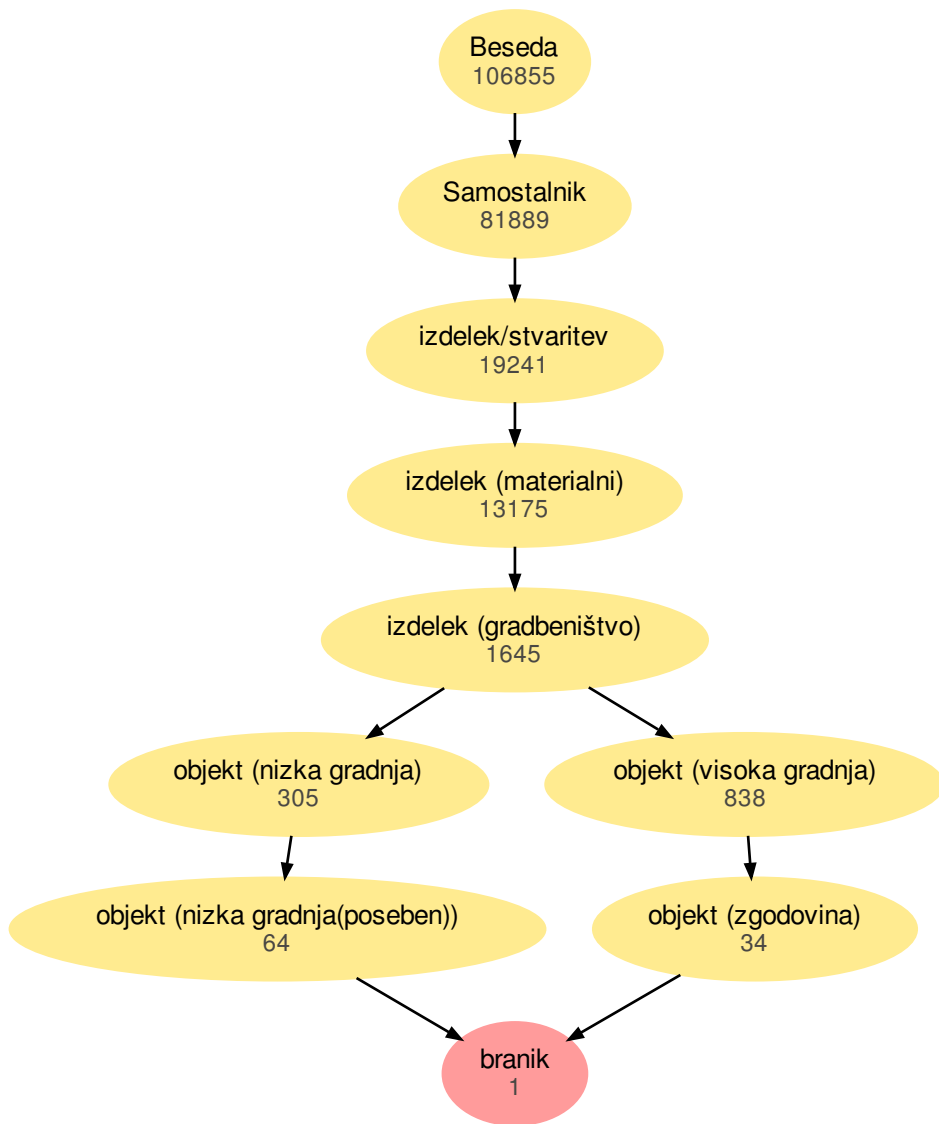 Beseda
106855
Samostalnik
81889
izdelek/stvaritev
19241
izdelek (materialni)
13175
izdelek (gradbeništvo)
1645
objekt (nizka gradnja)
305
objekt (visoka gradnja)
838
objekt (nizka gradnja(poseben))
64
objekt (zgodovina)
34
branik
1